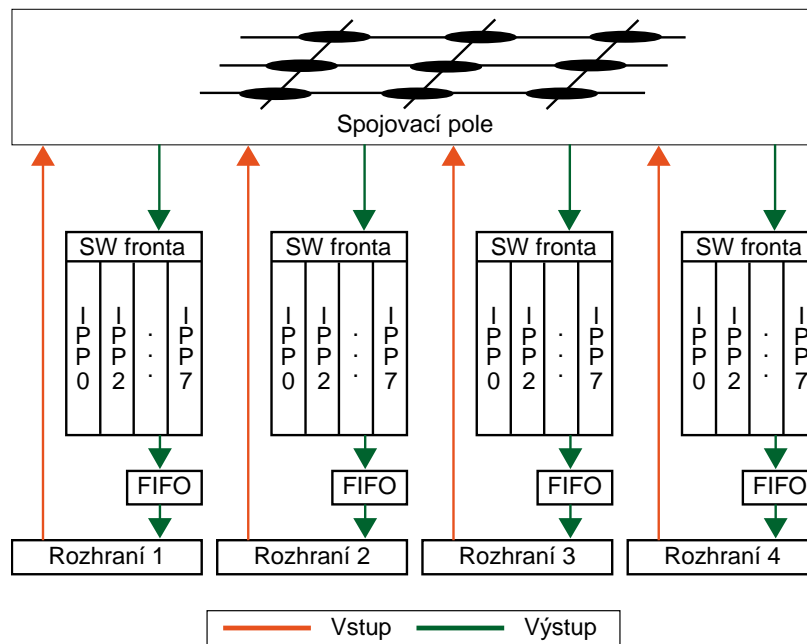 Spojovací pole
SW fronta SW fronta SW fronta SW fronta
IPP0 IPP2 ... IPP7 IPP0 IPP2 ... IPP7 IPP0 IPP2 ... IPP7 IPP0 IPP2 ... IPP7
FIFO FIFO FIFO FIFO
Rozhraní 1 Rozhraní 2 Rozhraní 3 Rozhraní 4
Vstup Výstup